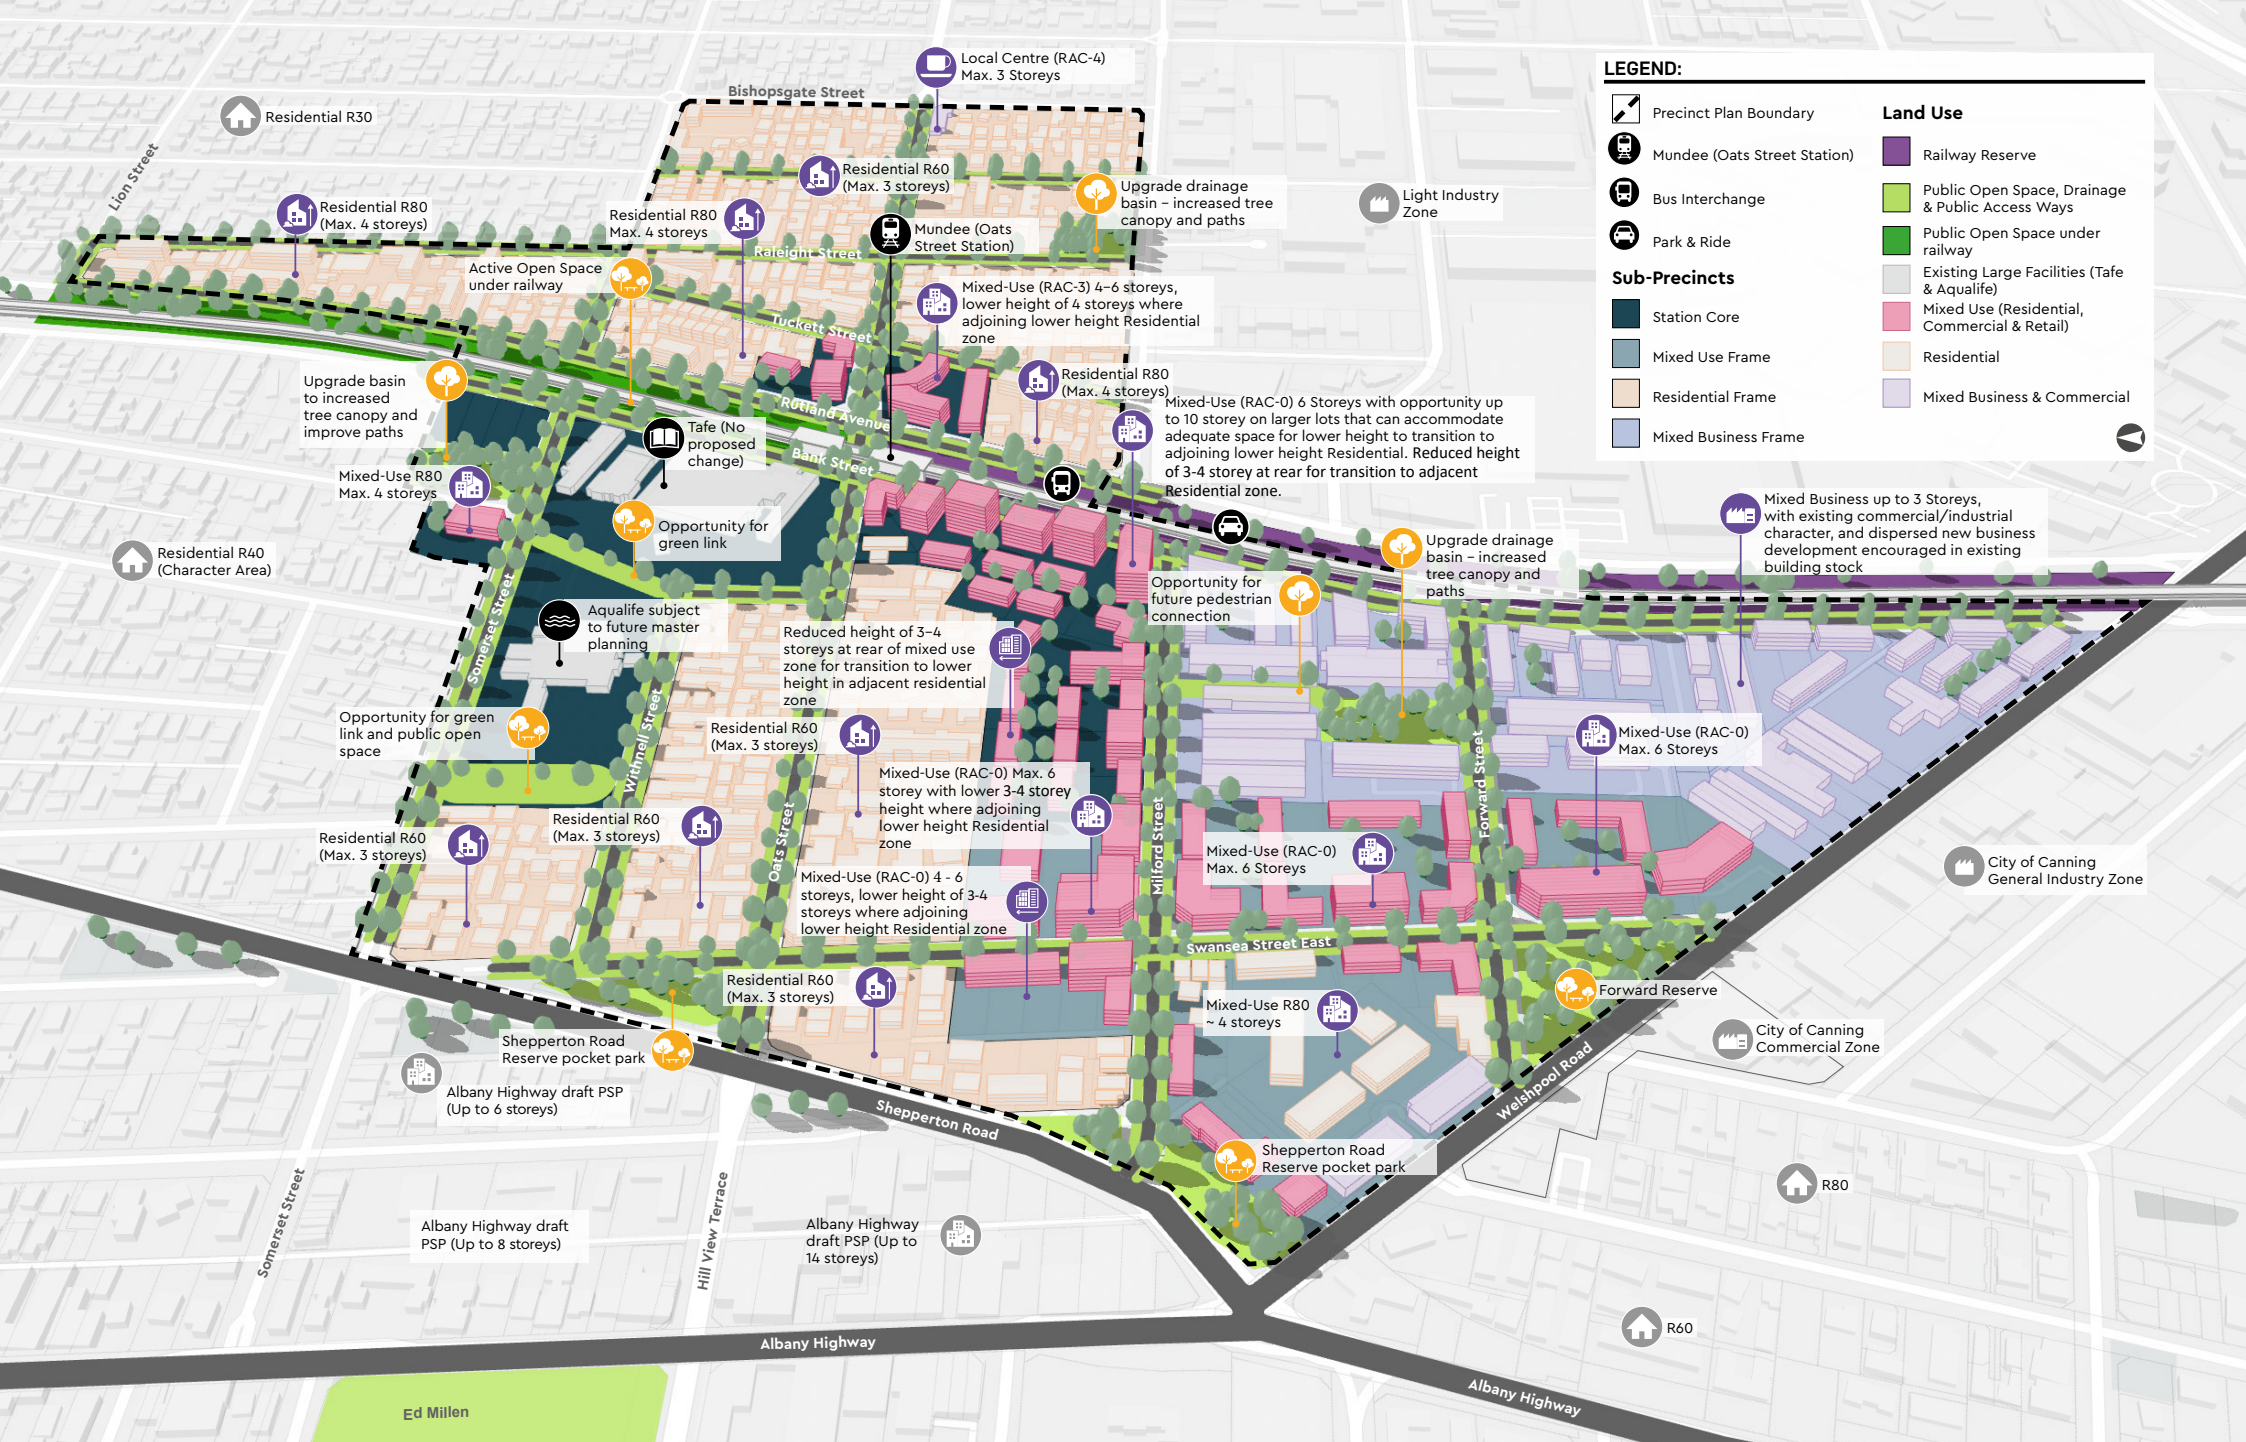 Local Centre (RAC-4)
Max. 3 Storeys
Bishopsgate Street
Residential R30
Lion Street
Residential R80
(Max. 4 storeys)
Residential R60
(Max. 3 storeys)
Residential R80
Max. 4 storeys
Upgrade drainage
basin – increased tree
canopy and paths
Light Industry
Zone
Mundee (Oats
Street Station)
Raleight Street
Active Open Space
under railway
Mixed-Use (RAC-3) 4–6 storeys,
lower height of 4 storeys where
adjoining lower height Residential
zone
Tuckett Street
Residential R80
(Max. 4 storeys)
Upgrade basin
to increased
tree canopy and
improve paths
Rutland Avenue
Mixed-Use (RAC-0) 6 Storeys with opportunity up
to 10 storey on larger lots that can accommodate
adequate space for lower height to transition to
adjoining lower height Residential. Reduced height
of 3-4 storey at rear for transition to adjacent
Residential zone.
Tafe (No
proposed
change)
Bank Street
Mixed-Use R80
Max. 4 storeys
Opportunity for
green link
Mixed Business up to 3 Storeys,
with existing commercial/industrial
character, and dispersed new business
development encouraged in existing
building stock
Upgrade drainage
basin – increased
tree canopy and
paths
Residential R40
(Character Area)
Opportunity for
future pedestrian
connection
Somerset Street
Aqualife subject
to future master
planning
Reduced height of 3–4
storeys at rear of mixed use
zone for transition to lower
height in adjacent residential
zone
Opportunity for green
link and public open
space
Withnell Street
Residential R60
(Max. 3 storeys)
Mixed-Use (RAC-0)
Max. 6 Storeys
Forward Street
Mixed-Use (RAC-0) Max. 6
storey with lower 3-4 storey
height where adjoining
lower height Residential
zone
Residential R60
(Max. 3 storeys)
Residential R60
(Max. 3 storeys)
Oats Street
Milford Street
Mixed-Use (RAC-0)
Max. 6 Storeys
City of Canning
General Industry Zone
Mixed-Use (RAC-0) 4 - 6
storeys, lower height of 3-4
storeys where adjoining
lower height Residential zone
Swansea Street East
Residential R60
(Max. 3 storeys)
Mixed-Use R80
~ 4 storeys
Forward Reserve
City of Canning
Commercial Zone
Shepperton Road
Reserve pocket park
Albany Highway draft PSP
(Up to 6 storeys)
Shepperton Road
Welshpool Road
Shepperton Road
Reserve pocket park
R80
Somerset Street
Hill View Terrace
Albany Highway draft
PSP (Up to 8 storeys)
Albany Highway
draft PSP (Up to
14 storeys)
R60
Albany Highway
Albany Highway
Ed Millen
LEGEND:
Precinct Plan Boundary
Mundee (Oats Street Station)
Bus Interchange
Park & Ride
Sub-Precincts
Station Core
Mixed Use Frame
Residential Frame
Mixed Business Frame
Land Use
Railway Reserve
Public Open Space, Drainage
& Public Access Ways
Public Open Space under
railway
Existing Large Facilities (Tafe
& Aqualife)
Mixed Use (Residential,
Commercial & Retail)
Residential
Mixed Business & Commercial